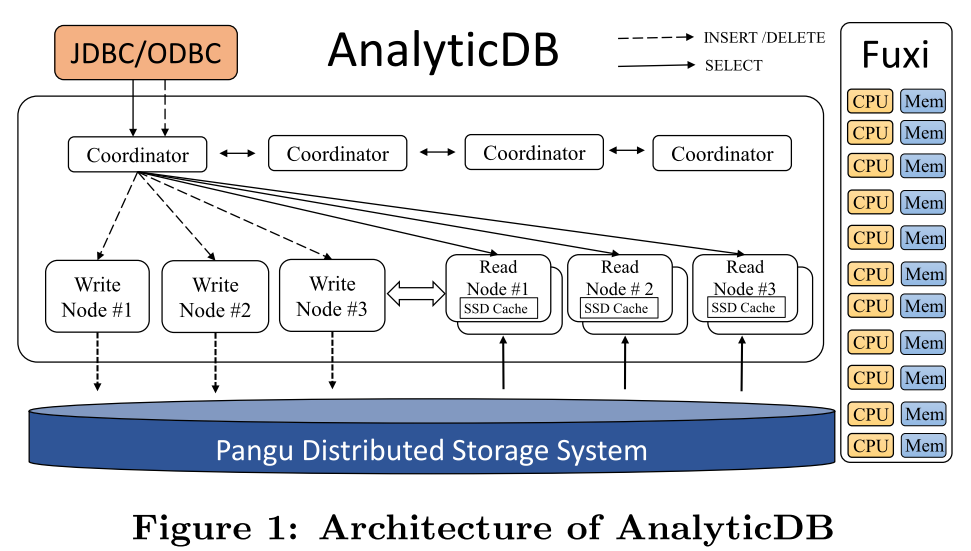 JDBC/ODBC
AnalyticDB
INSERT /DELETE
SELECT
Fuxi
Coordinator
Coordinator
Coordinator
Coordinator
Write
Node #1
Write
Node #2
Write
Node #3
Read
Node #1
SSD Cache
Read
Node # 2
SSD Cache
Read
Node #3
SSD Cache
CPU Mem
CPU Mem
CPU Mem
CPU Mem
CPU Mem
CPU Mem
CPU Mem
CPU Mem
CPU Mem
CPU Mem
CPU Mem
Pangu Distributed Storage System
Figure 1: Architecture of AnalyticDB